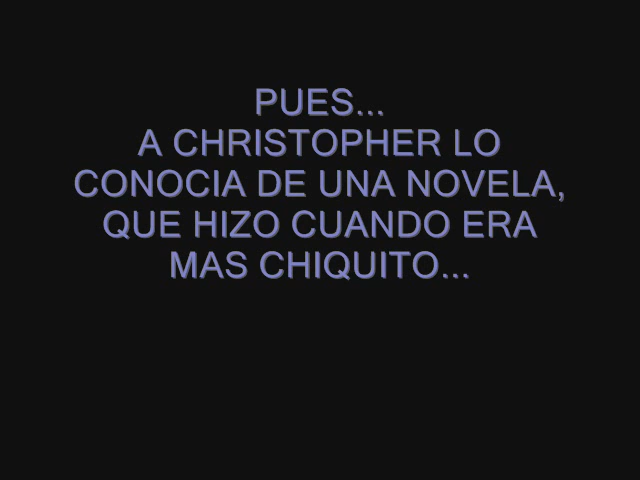 PUES...
A CHRISTOPHER LO
CONOCIA DE UNA NOVELA,
QUE HIZO CUANDO ERA
MAS CHIQUITO...